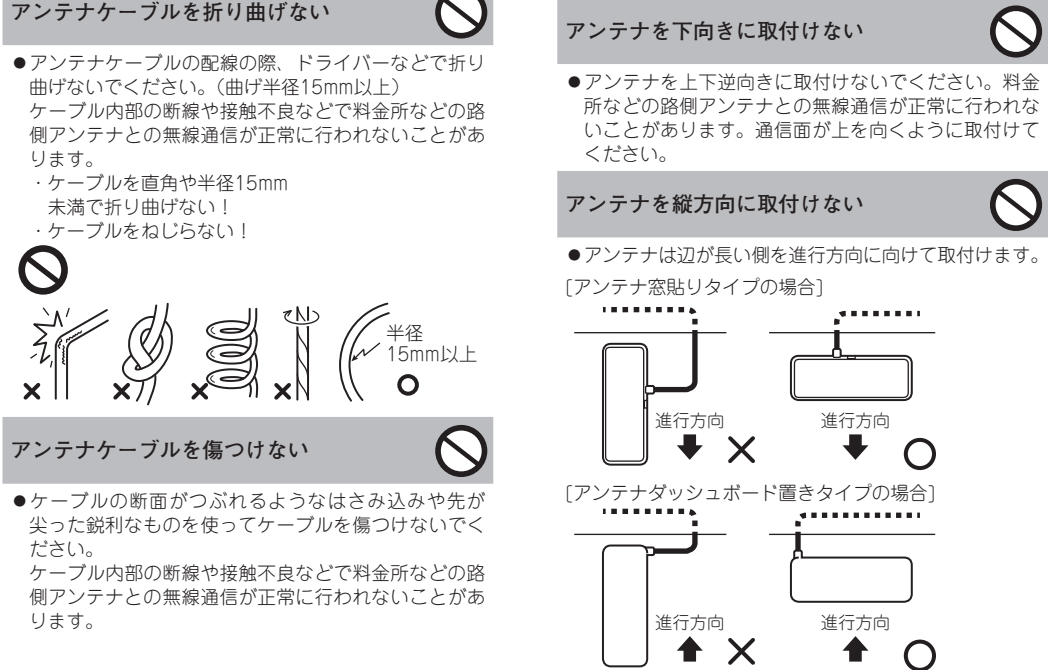 アンテナケーブルを折り曲げない
●アンテナケーブルの配線の際、ドライバーなどで折り
曲げないでください。(曲げ半径15mm以上)
ケーブル内部の断線や接触不良などで料金所などの路
側アンテナとの無線通信が正常に行われないことがあ
ります。
・ケーブルを直角や半径15mm
未満で折り曲げない!
・ケーブルをねじらない!
半径
15mm以上
アンテナケーブルを傷つけない
●ケーブルの断面がつぶれるようなはさみ込みや先が
尖った鋭利なものを使ってケーブルを傷つけないでく
ださい。
ケーブル内部の断線や接触不良などで料金所などの路
側アンテナとの無線通信が正常に行われないことがあ
ります。
アンテナを下向きに取付けない
●アンテナを上下逆向きに取付けないでください。料金
所などの路側アンテナとの無線通信が正常に行われな
いことがあります。通信面が上を向くように取付けて
ください。
アンテナを縦方向に取付けない
●アンテナは辺が長い側を進行方向に向けて取付けます。
[アンテナ窓貼りタイプの場合]
進行方向
進行方向
[アンテナダッシュボード置きタイプの場合]
進行方向
進行方向